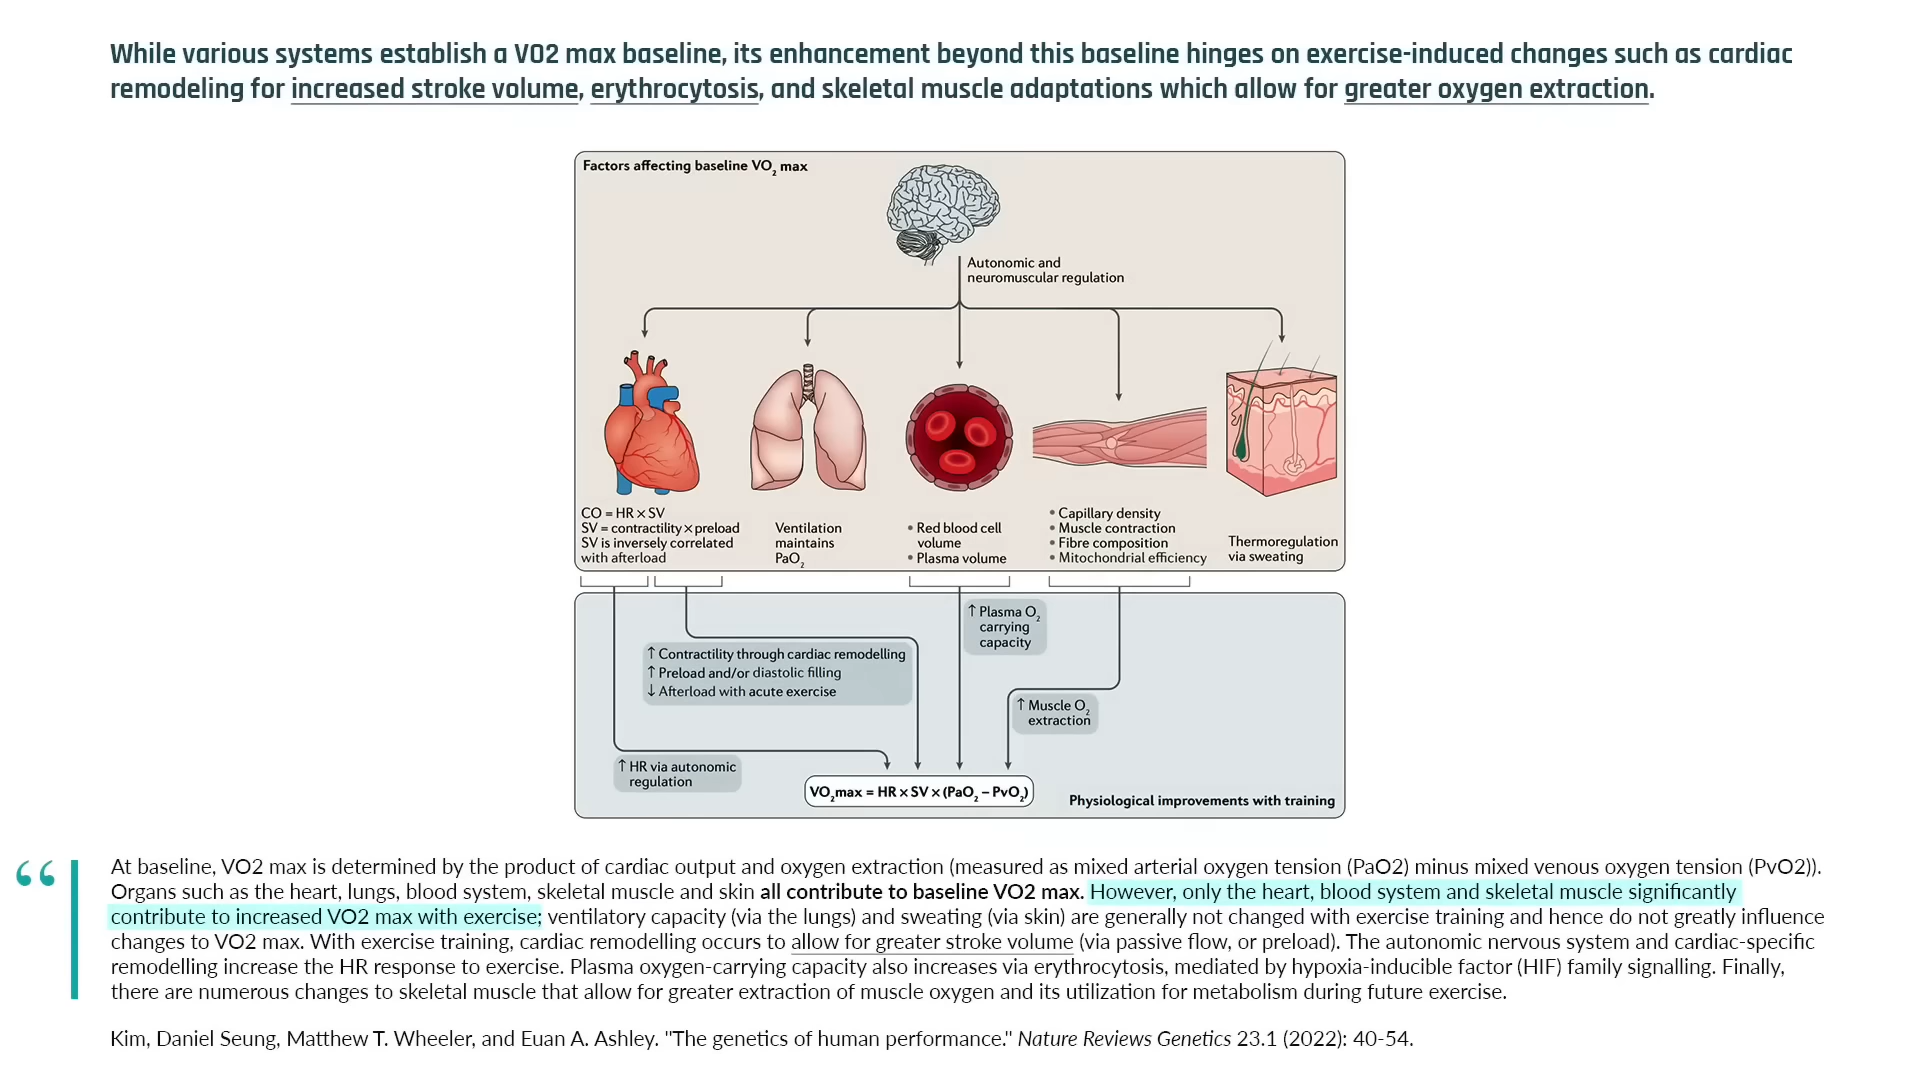 While various systems establish a VO2 max baseline, its enhancement beyond this baseline hinges on exercise-induced changes such as cardiac
remodeling for increased stroke volume, erythrocytosis, and skeletal muscle adaptations which allow for greater oxygen extraction.
Factors affecting baseline VO₂ max
Autonomic and
neuromuscular regulation
CO = HR × SV
SV = contractility × preload
SV is inversely correlated
with afterload
Ventilation
maintains
PaO₂
• Red blood cell
volume
• Plasma volume
• Capillary density
• Muscle contraction
• Fibre composition
• Mitochondrial efficiency
Thermoregulation
via sweating
↑ Plasma O₂
carrying
capacity
↑ Contractility through cardiac remodelling
↑ Preload and/or diastolic filling
↓ Afterload with acute exercise
↑ Muscle O₂
extraction
↑ HR via autonomic
regulation
VO₂max = HR × SV × (PaO₂ – PvO₂)
Physiological improvements with training
“
At baseline, VO2 max is determined by the product of cardiac output and oxygen extraction (measured as mixed arterial oxygen tension (PaO2) minus mixed venous oxygen tension (PvO2)).
Organs such as the heart, lungs, blood system, skeletal muscle and skin all contribute to baseline VO2 max. However, only the heart, blood system and skeletal muscle significantly
contribute to increased VO2 max with exercise; ventilatory capacity (via the lungs) and sweating (via skin) are generally not changed with exercise training and hence do not greatly influence
changes to VO2 max. With exercise training, cardiac remodelling occurs to allow for greater stroke volume (via passive flow, or preload). The autonomic nervous system and cardiac-specific
remodelling increase the HR response to exercise. Plasma oxygen-carrying capacity also increases via erythrocytosis, mediated by hypoxia-inducible factor (HIF) family signalling. Finally,
there are numerous changes to skeletal muscle that allow for greater extraction of muscle oxygen and its utilization for metabolism during future exercise.
Kim, Daniel Seung, Matthew T. Wheeler, and Euan A. Ashley. "The genetics of human performance." Nature Reviews Genetics 23.1 (2022): 40-54.